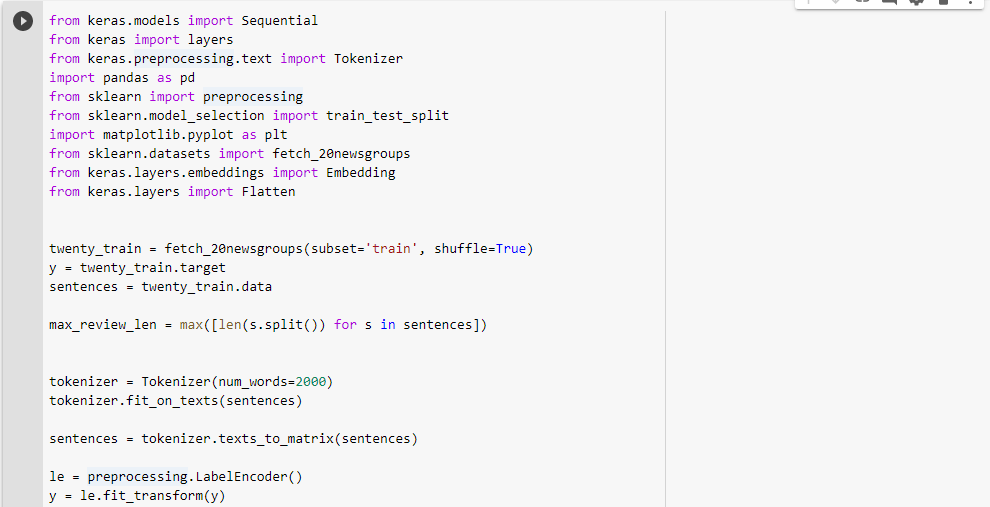 from keras.models import Sequential
from keras import layers
from keras.preprocessing.text import Tokenizer
import pandas as pd
from sklearn import preprocessing
from sklearn.model_selection import train_test_split
import matplotlib.pyplot as plt
from sklearn.datasets import fetch_20newsgroups
from keras.layers.embeddings import Embedding
from keras.layers import Flatten
twenty_train = fetch_20newsgroups(subset='train', shuffle=True)
y = twenty_train.target
sentences = twenty_train.data
max_review_len = max([len(s.split()) for s in sentences])
tokenizer = Tokenizer(num_words=2000)
tokenizer.fit_on_texts(sentences)
sentences = tokenizer.texts_to_matrix(sentences)
le = preprocessing.LabelEncoder()
y = le.fit_transform(y)